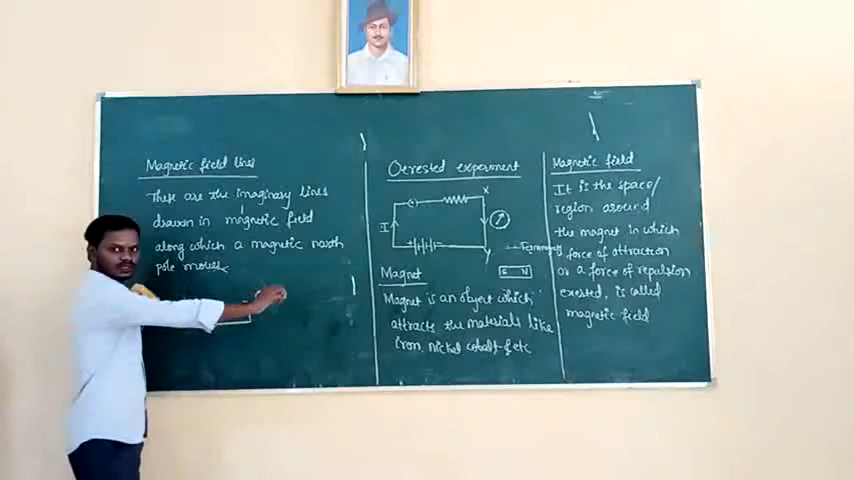 Magnetic field lines
These are the imaginary lines
drawn in magnetic field
along which a magnetic north
pole moves
Oerested experiment
X
I
Y
Magnet
S N
Magnet is an object which
attracts the materials like
iron, nickel cobalt & etc
Magnetic field
It is the space/
region around
the magnet in which
force of attraction
or a force of repulsion
exerted, is called
magnetic field